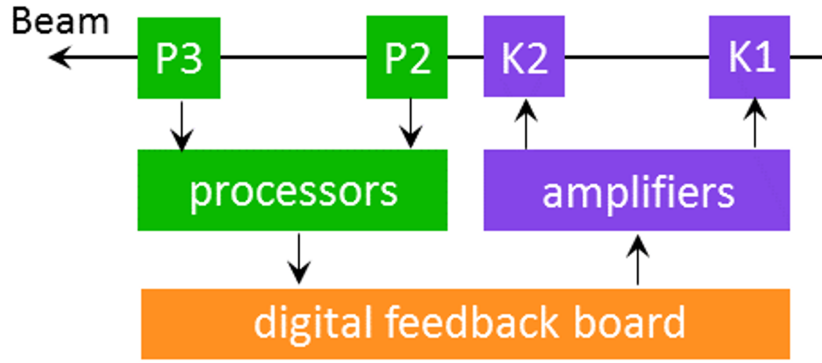 Beam
P3 P2 K2 K1
processors amplifiers
digital feedback board